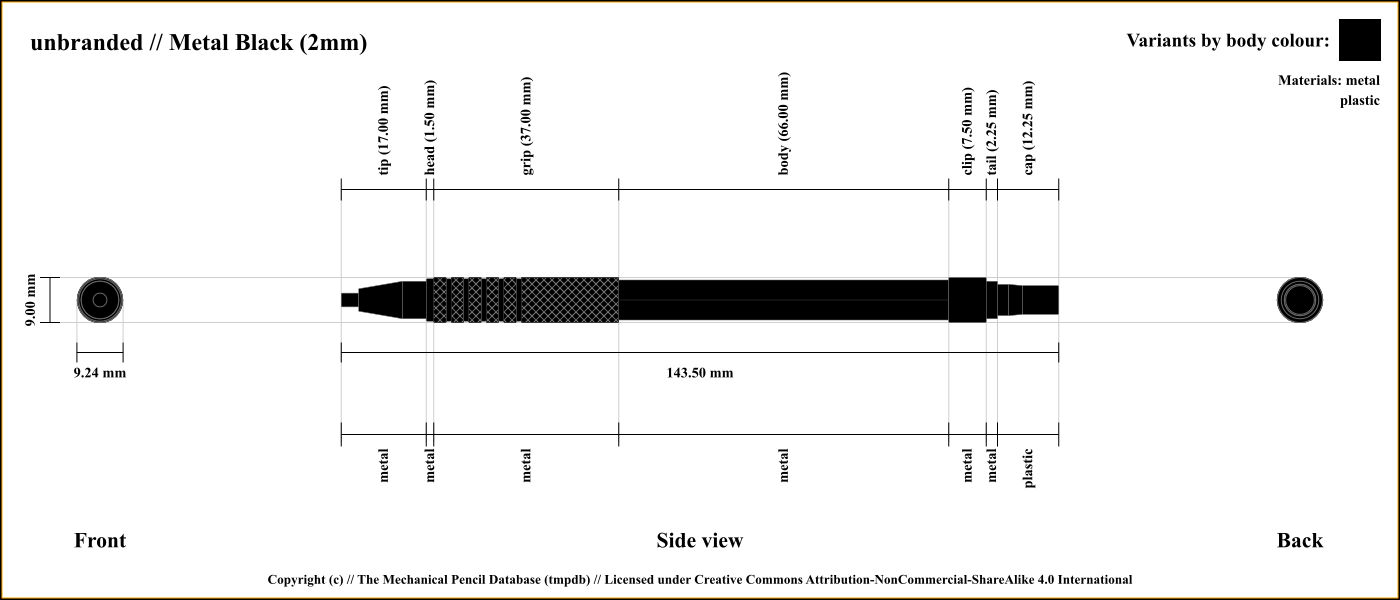 unbranded // Metal Black (2mm)
Variants by body colour:
Materials: metal
plastic
tip (17.00 mm)
head (1.50 mm)
grip (37.00 mm)
body (66.00 mm)
clip (7.50 mm)
tail (2.25 mm)
cap (12.25 mm)
9.00 mm
9.24 mm
143.50 mm
metal
metal
metal
metal
metal
metal
plastic
Front
Side view
Back
Copyright (c) // The Mechanical Pencil Database (tmpdb) // Licensed under Creative Commons Attribution-NonCommercial-ShareAlike 4.0 International